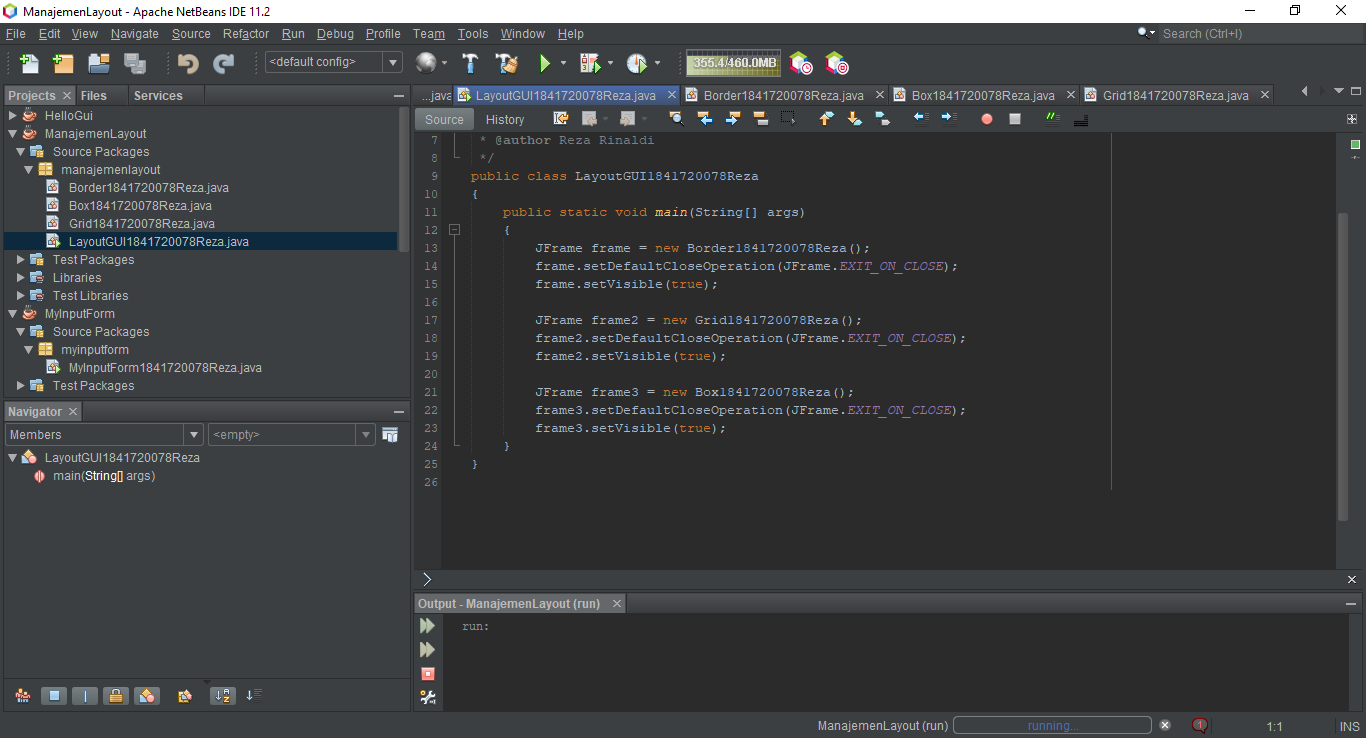 ManajemenLayout - Apache NetBeans IDE 11.2
File Edit View Navigate Source Refactor Run Debug Profile Team Tools Window Help
Search (Ctrl+I)
<default config>
355.4/460.0MB
Projects Files Services
HelloGui
ManajemenLayout
Source Packages
manajemenlayout
Border1841720078Reza.java
Box1841720078Reza.java
Grid1841720078Reza.java
LayoutGUI1841720078Reza.java
Test Packages
Libraries
Test Libraries
MyInputForm
Source Packages
myinputform
MyInputForm1841720078Reza.java
Test Packages
Navigator
Members <empty>
LayoutGUI1841720078Reza
main(String[] args)
...java LayoutGUI1841720078Reza.java Border1841720078Reza.java Box1841720078Reza.java Grid1841720078Reza.java
Source History
7 * @author Reza Rinaldi
8 */
9 public class LayoutGUI1841720078Reza
10 {
11 public static void main(String[] args)
12 {
13 JFrame frame = new Border1841720078Reza();
14 frame.setDefaultCloseOperation(JFrame.EXIT_ON_CLOSE);
15 frame.setVisible(true);
16
17 JFrame frame2 = new Grid1841720078Reza();
18 frame2.setDefaultCloseOperation(JFrame.EXIT_ON_CLOSE);
19 frame2.setVisible(true);
20
21 JFrame frame3 = new Box1841720078Reza();
22 frame3.setDefaultCloseOperation(JFrame.EXIT_ON_CLOSE);
23 frame3.setVisible(true);
24 }
25 }
26
Output - ManajemenLayout (run)
run:
ManajemenLayout (run) running... 1 1:1 INS